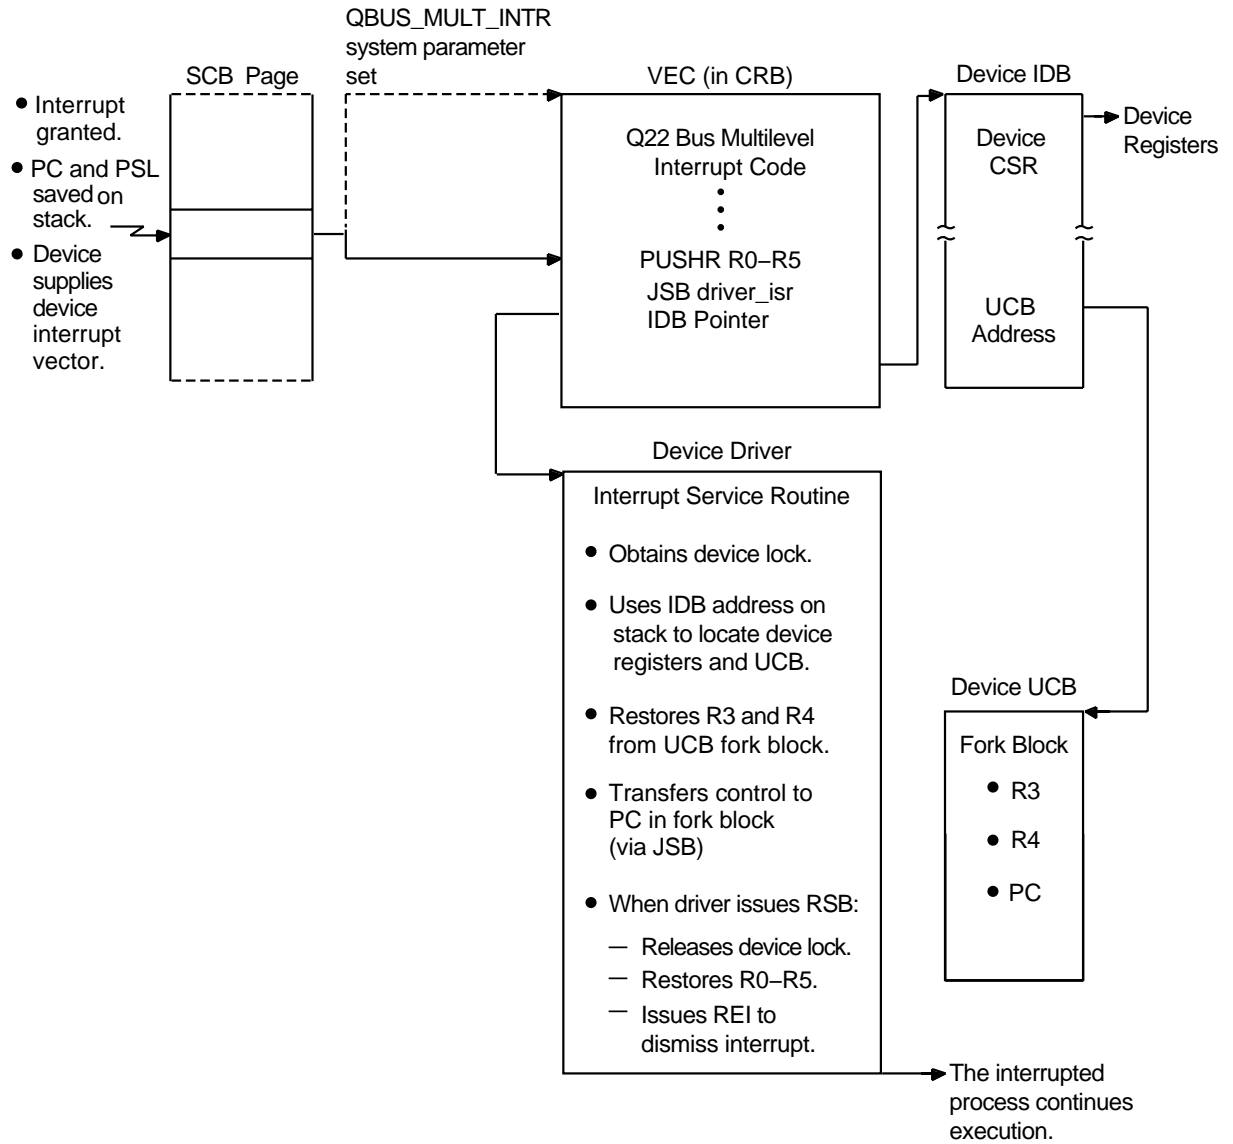 QBUS_MULT_INTR
system parameter
set
SCB Page
VEC (in CRB)
Device IDB
• Interrupt
granted.
• PC and PSL
saved on
stack.
• Device
supplies
device
interrupt
vector.
Q22 Bus Multilevel
Interrupt Code
PUSHR R0–R5
JSB driver_isr
IDB Pointer
Device
CSR
UCB
Address
Device
Registers
Device Driver
Interrupt Service Routine
• Obtains device lock.
• Uses IDB address on
stack to locate device
registers and UCB.
• Restores R3 and R4
from UCB fork block.
• Transfers control to
PC in fork block
(via JSB)
• When driver issues RSB:
— Releases device lock.
— Restores R0–R5.
— Issues REI to
dismiss interrupt.
Device UCB
Fork Block
• R3
• R4
• PC
The interrupted
process continues
execution.